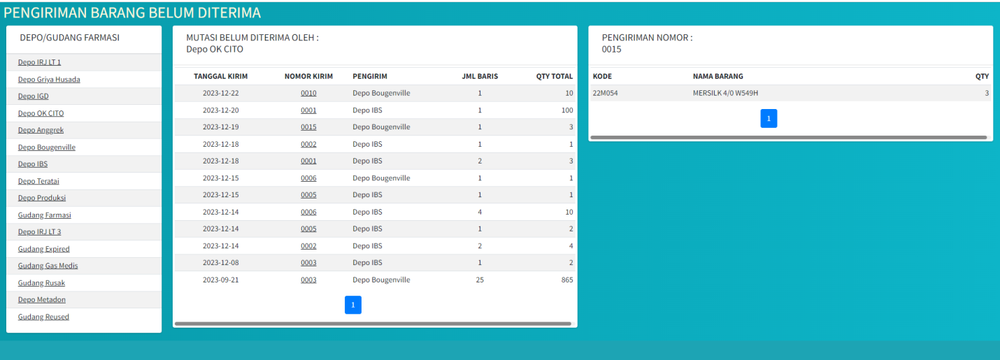 PENGIRIMAN BARANG BELUM DITERIMA
DEPO/GUDANG FARMASI
Depo IRJ LT 1
Depo Griya Husada
Depo IGD
Depo OK CITO
Depo Anggrek
Depo Bougenville
Depo IBS
Depo Teratai
Depo Produksi
Gudang Farmasi
Depo IRJ LT 3
Gudang Expired
Gudang Gas Medis
Gudang Rusak
Depo Metadon
Gudang Reused
MUTASI BELUM DITERIMA OLEH :
Depo OK CITO
TANGGAL KIRIM NOMOR KIRIM PENGIRIM JML BARIS QTY TOTAL
2023-12-22 0010 Depo Bougenville 1 10
2023-12-20 0001 Depo IBS 1 100
2023-12-19 0015 Depo Bougenville 1 3
2023-12-18 0002 Depo IBS 1 1
2023-12-18 0001 Depo IBS 2 3
2023-12-15 0006 Depo Bougenville 1 1
2023-12-15 0005 Depo IBS 1 1
2023-12-14 0006 Depo IBS 4 10
2023-12-14 0005 Depo IBS 1 2
2023-12-14 0002 Depo IBS 2 4
2023-12-08 0003 Depo IBS 1 2
2023-09-21 0003 Depo Bougenville 25 865
1
PENGIRIMAN NOMOR :
0015
KODE NAMA BARANG QTY
22M054 MERSILK 4/0 W549H 3
1